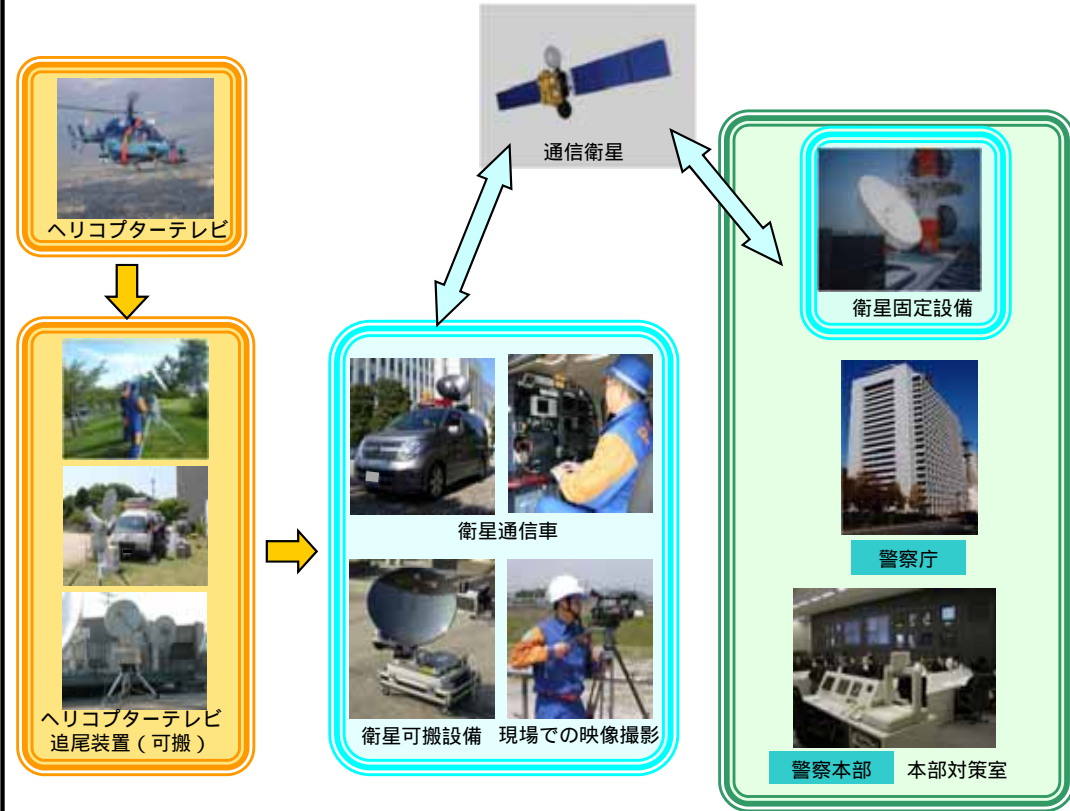 通信衛星
ヘリコプターテレビ
衛星固定設備
衛星通信車
警察庁
ヘリコプターテレビ
追尾装置(可搬)
衛星可搬設備 現場での映像撮影
警察本部 本部対策室